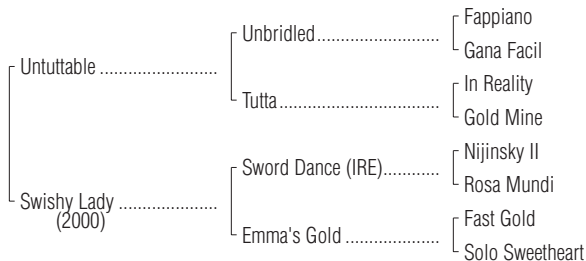 Fappiano
Unbridled
Gana Facil
Untuttable
In Reality
Tutta
Gold Mine
Nijinsky II
Sword Dance (IRE)
Rosa Mundi
Swishy Lady
(2000)
Fast Gold
Emma's Gold
Solo Sweetheart